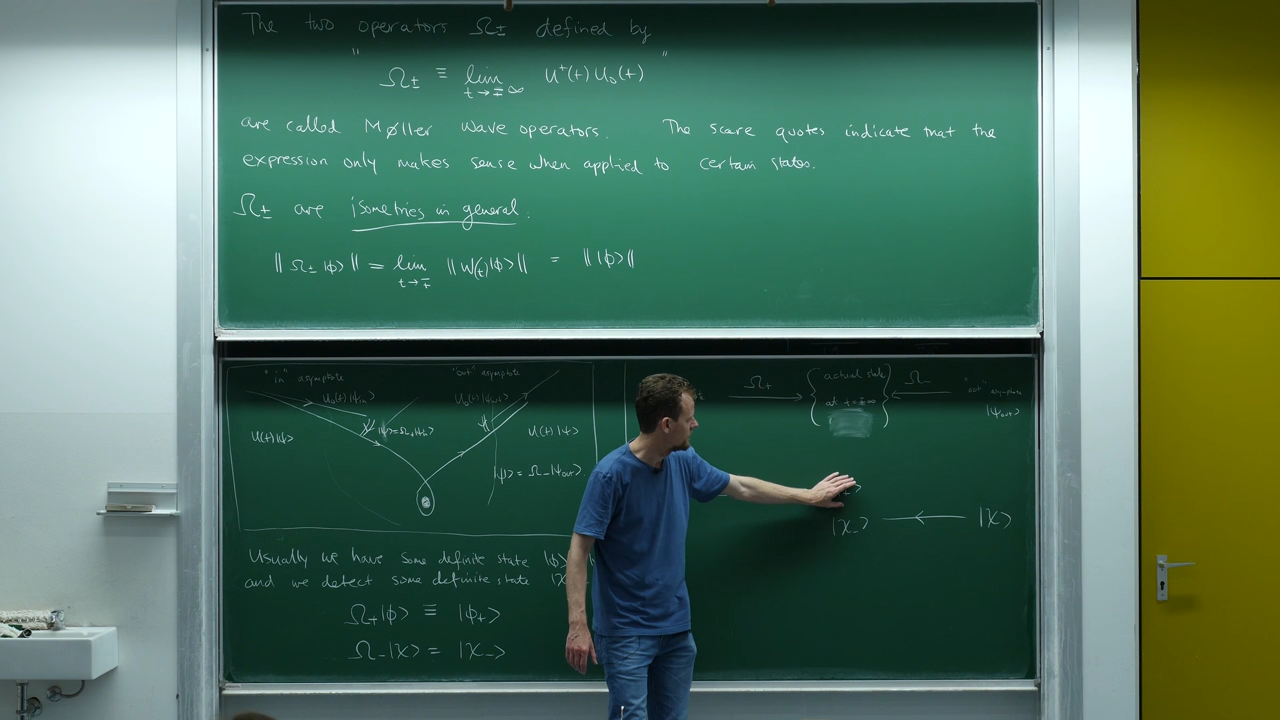 The two operators Ω± defined by
" Ω± ≡ lim t→∓∞ U†(t) U₀(t) "
are called Møller wave operators. The scare quotes indicate that the
expression only makes sense when applied to certain states.
Ω± are isometries in general.
‖ Ω± |ϕ⟩ ‖ = lim t→∓ ‖ W(t)|ϕ⟩ ‖ = ‖ |ϕ⟩ ‖
"in" asymptote
"out" asymptote
U₀(t)|ψin⟩
U₀(t)|ψout⟩
U(t)|ψ⟩
|ψ⟩ = Ω+|ψin⟩
U(t)|ψ⟩
|ψ⟩ = Ω-|ψout⟩
Usually we have some definite state |ϕ⟩
and we detect some definite state |χ
Ω+|ϕ⟩ ≡ |ϕ+⟩
Ω-|χ⟩ = |χ-⟩
Ω+
actual state
at t = ±∞
Ω-
"out" asymptote
|ψout⟩
|χ-⟩
|χ⟩